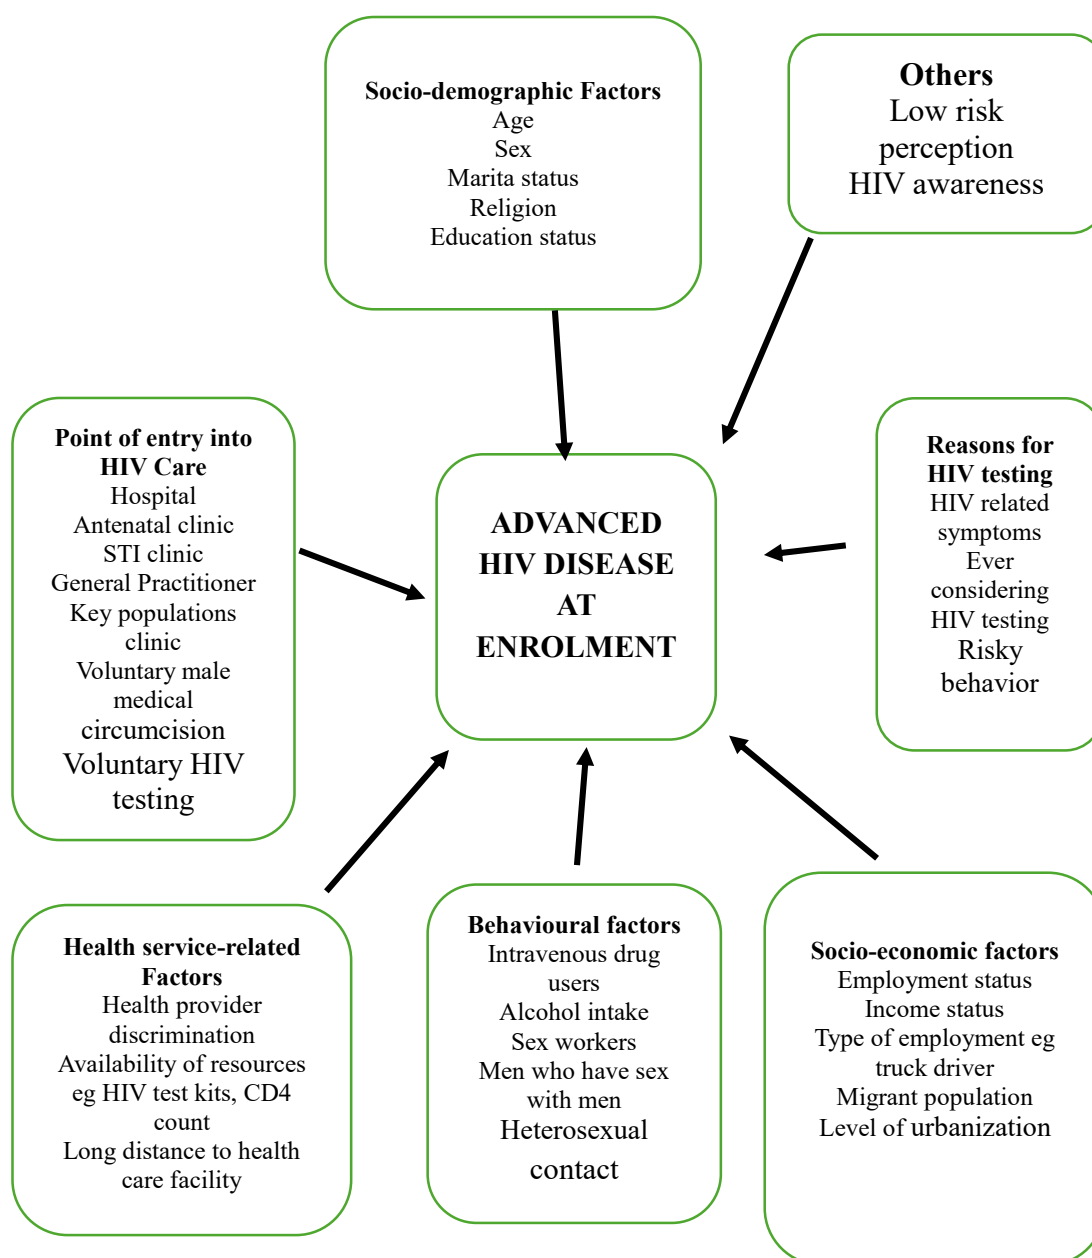 Socio-demographic Factors
Age
Sex
Marita status
Religion
Education status
Others
Low risk
perception
HIV awareness
Point of entry into
HIV Care
Hospital
Antenatal clinic
STI clinic
General Practitioner
Key populations
clinic
Voluntary male
medical
circumcision
Voluntary HIV
testing
ADVANCED
HIV DISEASE
AT
ENROLMENT
Reasons for
HIV testing
HIV related
symptoms
Ever
considering
HIV testing
Risky
behavior
Health service-related
Factors
Health provider
discrimination
Availability of resources
eg HIV test kits, CD4
count
Long distance to health
care facility
Behavioural factors
Intravenous drug
users
Alcohol intake
Sex workers
Men who have sex
with men
Heterosexual
contact
Socio-economic factors
Employment status
Income status
Type of employment eg
truck driver
Migrant population
Level of urbanization